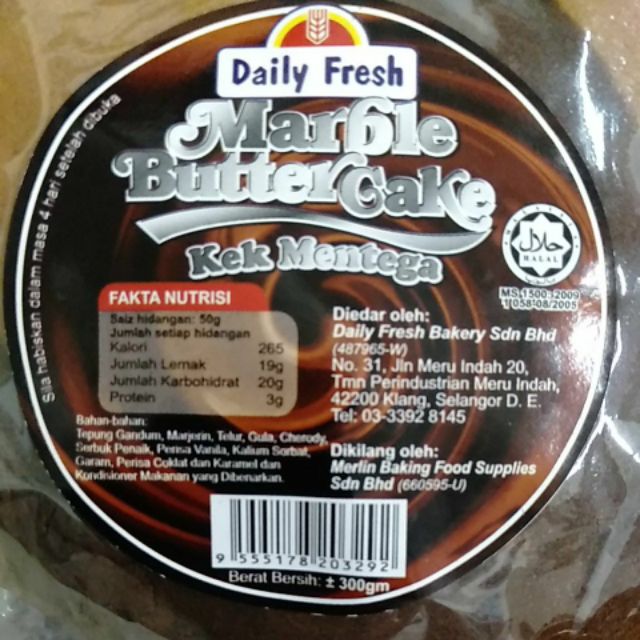 Daily Fresh
Marble
Butter Cake
Kek Mentega
Sila habiskan dalam masa 4 hari setelah dibuka
HALAL
MS 1500:2009
1 058-08/2005
FAKTA NUTRISI
Saiz hidangan: 50g
Jumlah setiap hidangan
Kalori 265
Jumlah Lemak 19g
Jumlah Karbohidrat 20g
Protein 3g
Bahan-bahan:
Tepung Gandum, Marjerin, Telur, Gula, Cherody,
Serbuk Penaik, Perisa Vanila, Kalium Sorbat,
Garam, Perisa Coklat dan Karamel dan
Kondisioner Makanan yang Dibenarkan.
Diedar oleh:
Daily Fresh Bakery Sdn Bhd
(487965-W)
No. 31, Jln Meru Indah 20,
Tmn Perindustrian Meru Indah,
42200 Klang, Selangor D. E.
Tel: 03-3392 8145
Dikilang oleh:
Merlin Baking Food Supplies
Sdn Bhd (660595-U)
9 555178 203292
Berat Bersih: ± 300gm